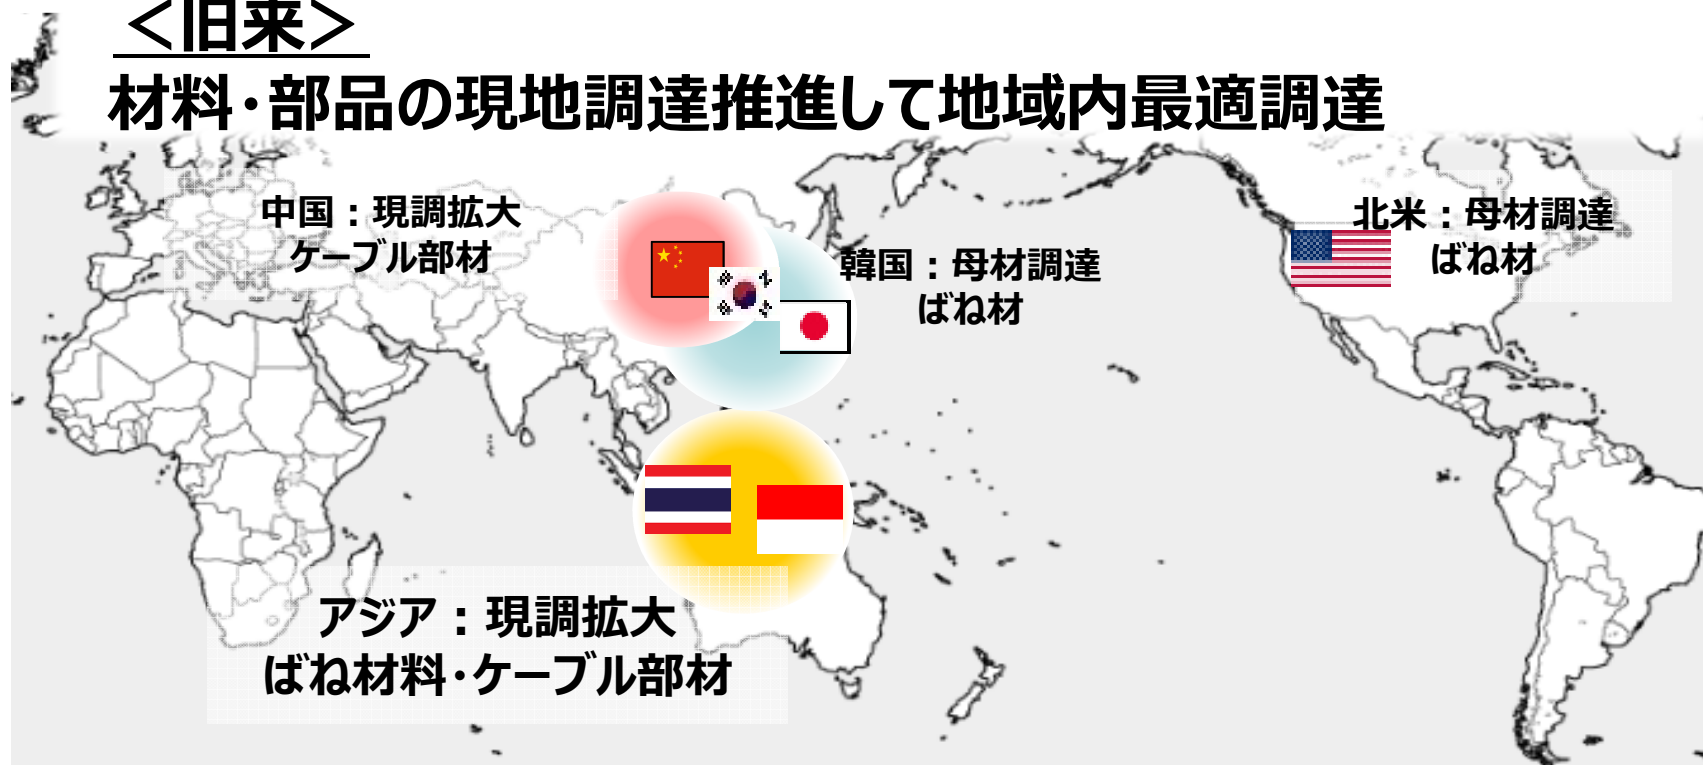 ＜旧来＞
材料・部品の現地調達推進して地域内最適調達
中国：現調拡大
ケーブル部材
韓国：母材調達
ばね材
北米：母材調達
ばね材
アジア：現調拡大
ばね材料・ケーブル部材